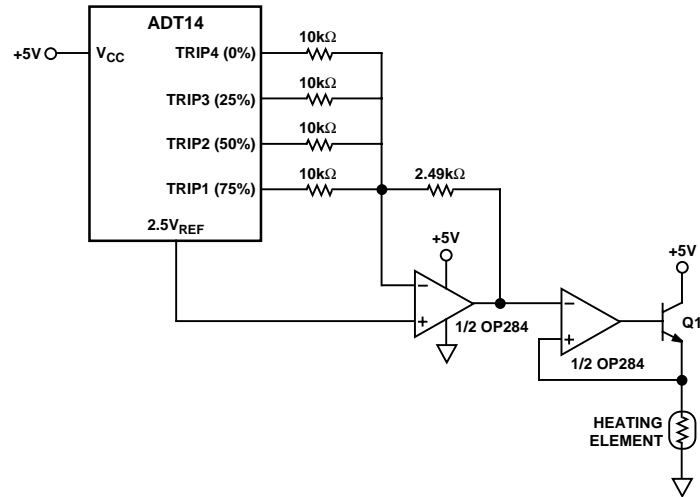 ADT14
+5V
VCC
TRIP4 (0%)
10kΩ
TRIP3 (25%)
10kΩ
TRIP2 (50%)
10kΩ
TRIP1 (75%)
10kΩ
2.49kΩ
2.5VREF
+5V
−
+
1/2 OP284
−
+
1/2 OP284
+5V
Q1
HEATING
ELEMENT